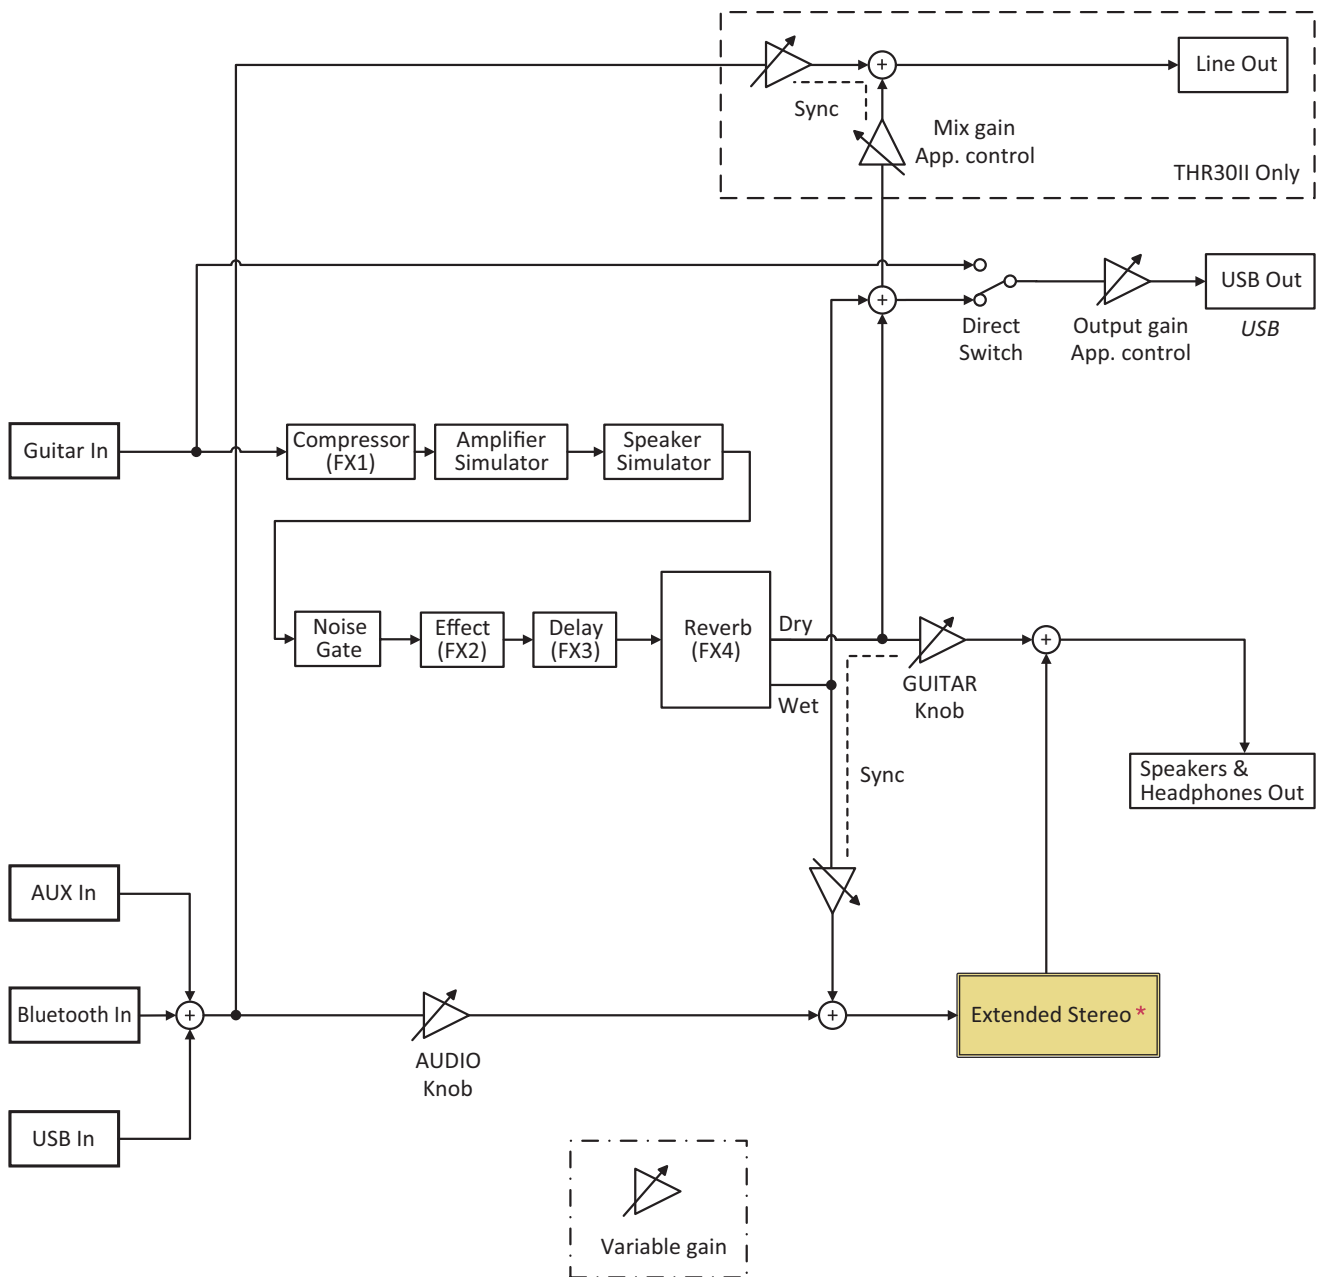 Line Out
Sync
Mix gain
App. control
THR30II Only
USB Out
USB
Direct
Switch
Output gain
App. control
Guitar In
Compressor
(FX1)
Amplifier
Simulator
Speaker
Simulator
Noise
Gate
Effect
(FX2)
Delay
(FX3)
Reverb
(FX4)
Dry
Wet
GUITAR
Knob
Sync
Speakers &
Headphones Out
AUX In
Bluetooth In
USB In
AUDIO
Knob
Extended Stereo*
Variable gain